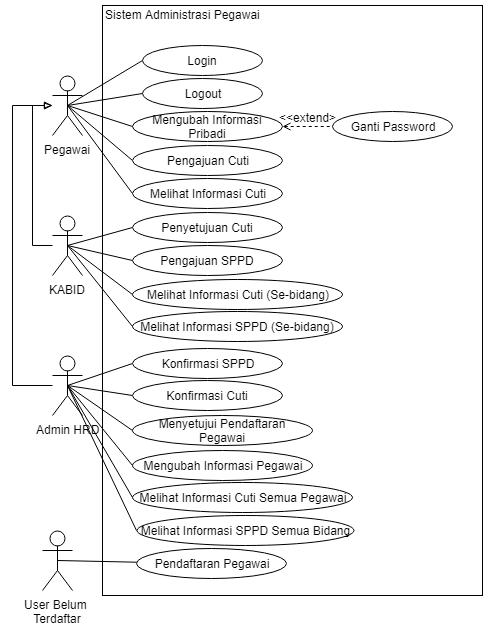 Sistem Administrasi Pegawai
Login
Logout
Mengubah Informasi
Pribadi
<<extend>>
Ganti Password
Pegawai
Pengajuan Cuti
Melihat Informasi Cuti
Penyetujuan Cuti
Pengajuan SPPD
KABID
Melihat Informasi Cuti (Se-bidang)
Melihat Informasi SPPD (Se-bidang)
Konfirmasi SPPD
Konfirmasi Cuti
Admin HRD
Menyetujui Pendaftaran
Pegawai
Mengubah Informasi Pegawai
Melihat Informasi Cuti Semua Pegawai
Melihat Informasi SPPD Semua Bidang
Pendaftaran Pegawai
User Belum
Terdaftar